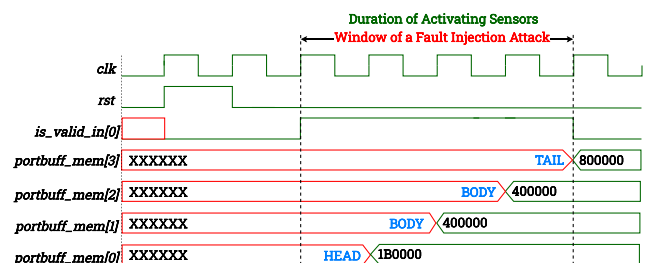 Duration of Activating Sensors
Window of a Fault Injection Attack
clk
rst
is_valid_in[0]
portbuff_mem[3] XXXXXX TAIL 800000
portbuff_mem[2] XXXXXX BODY 400000
portbuff_mem[1] XXXXXX BODY 400000
portbuff_mem[0] XXXXXX HEAD 1B0000